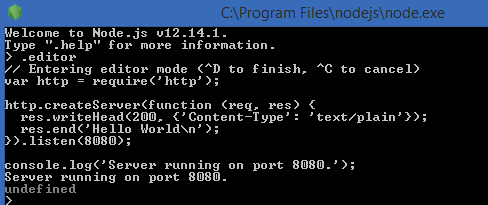 C:\Program Files\nodejs\node.exe
Welcome to Node.js v12.14.1.
Type ".help" for more information.
> .editor
// Entering editor mode (^D to finish, ^C to cancel)
var http = require('http');

http.createServer(function (req, res) {
  res.writeHead(200, {'Content-Type': 'text/plain'});
  res.end('Hello World\n');
}).listen(8080);

console.log('Server running on port 8080.');
Server running on port 8080.
undefined
>